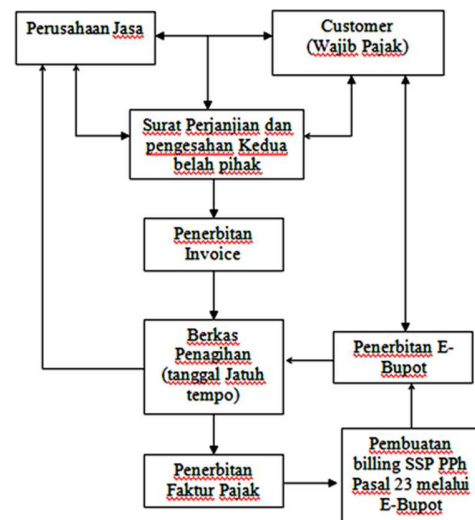 Perusahaan Jasa
Customer
(Wajib Pajak)
Surat Perjanjian dan
pengesahan Kedua
belah pihak
Penerbitan
Invoice
Berkas
Penagihan
(tanggal Jatuh
tempo)
Penerbitan E-
Bupot
Penerbitan
Faktur Pajak
Pembuatan
billing SSP PPh
Pasal 23 melalui
E-Bupot